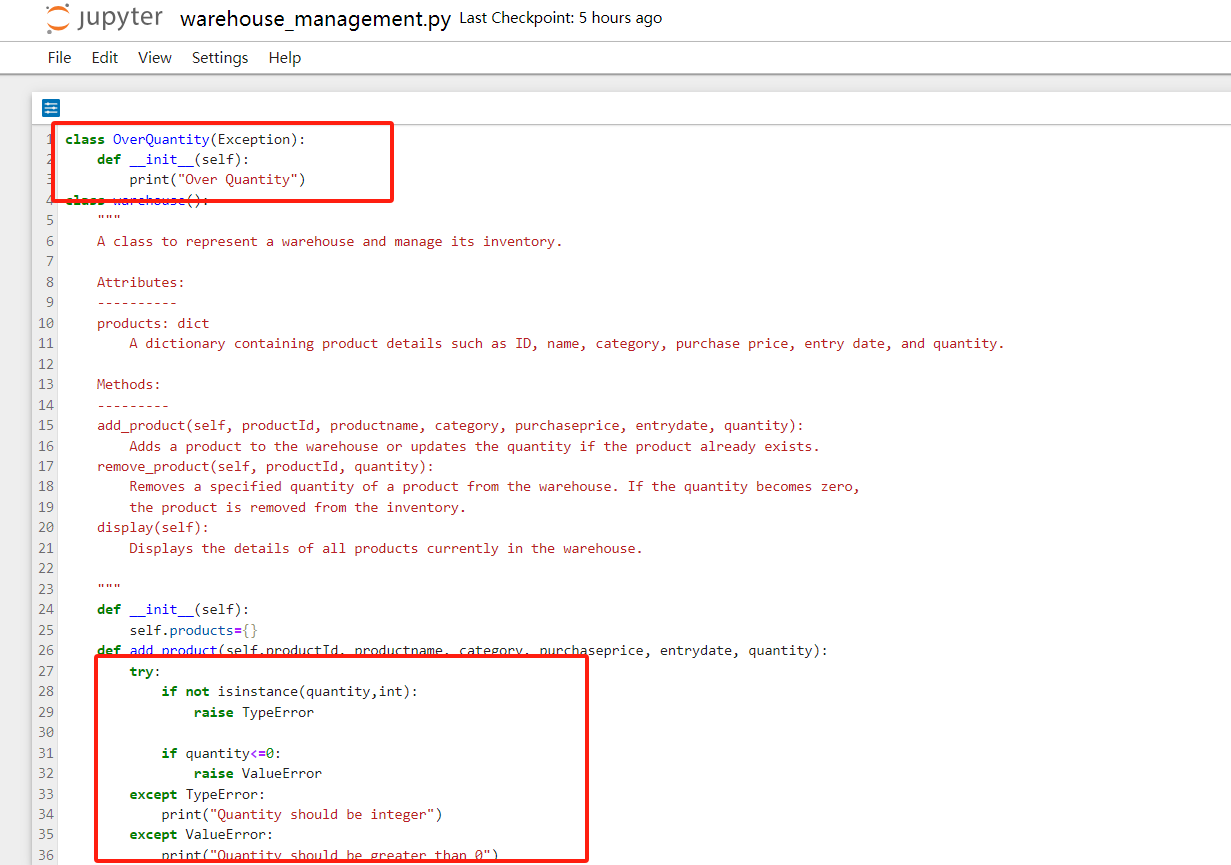 jupyter warehouse_management.py Last Checkpoint: 5 hours ago
File Edit View Settings Help
1 class OverQuantity(Exception):
2     def __init__(self):
3         print("Over Quantity")
4 class warehouse():
5     """
6     A class to represent a warehouse and manage its inventory.
7
8     Attributes:
9     ----------
10     products: dict
11         A dictionary containing product details such as ID, name, category, purchase price, entry date, and quantity.
12
13     Methods:
14     ---------
15     add_product(self, productId, productname, category, purchaseprice, entrydate, quantity):
16         Adds a product to the warehouse or updates the quantity if the product already exists.
17     remove_product(self, productId, quantity):
18         Removes a specified quantity of a product from the warehouse. If the quantity becomes zero,
19         the product is removed from the inventory.
20     display(self):
21         Displays the details of all products currently in the warehouse.
22
23     """
24     def __init__(self):
25         self.products={}
26     def add_product(self,productId, productname, category, purchaseprice, entrydate, quantity):
27         try:
28             if not isinstance(quantity,int):
29                 raise TypeError
30
31             if quantity<=0:
32                 raise ValueError
33         except TypeError:
34             print("Quantity should be integer")
35         except ValueError:
36             print("Quantity should be greater than 0")